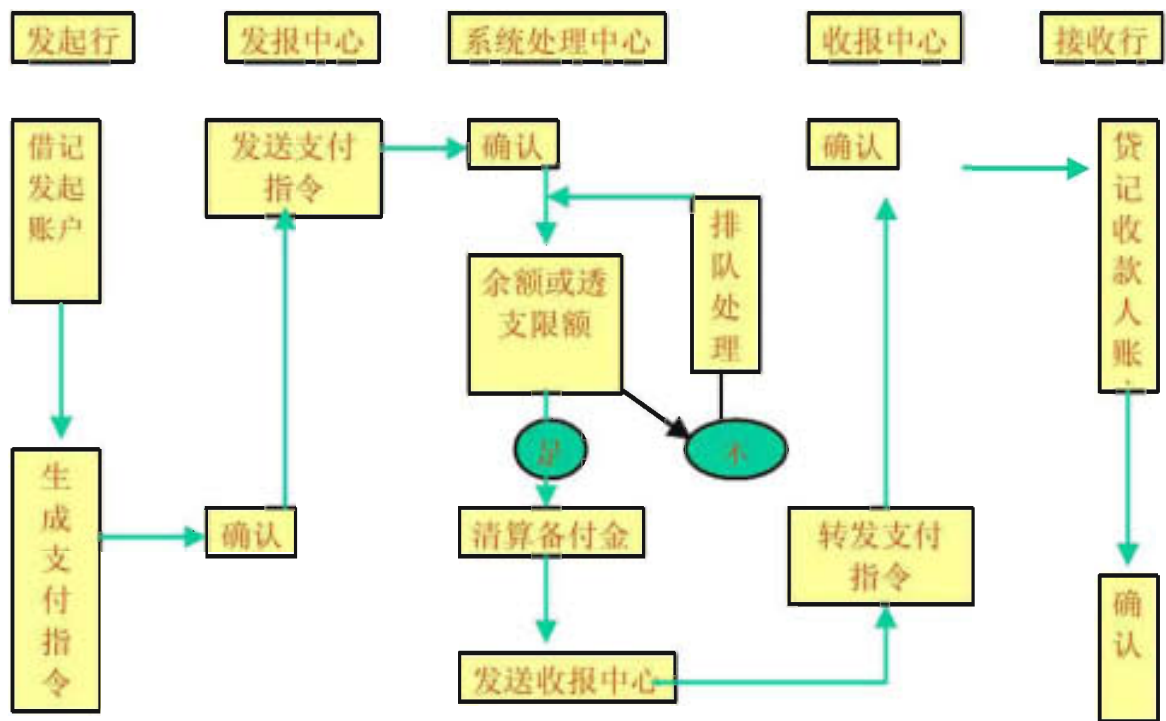 发起行
发报中心
系统处理中心
收报中心
接收行
借记
发起
账户
生
成
支
付
指
令
确认
发送支付
指令
确认
余额或透
支限额
排
队
处
理
是
不
清算备付金
发送收报中心
转发支付
指令
确认
贷
记
收
款
人
账
确
认